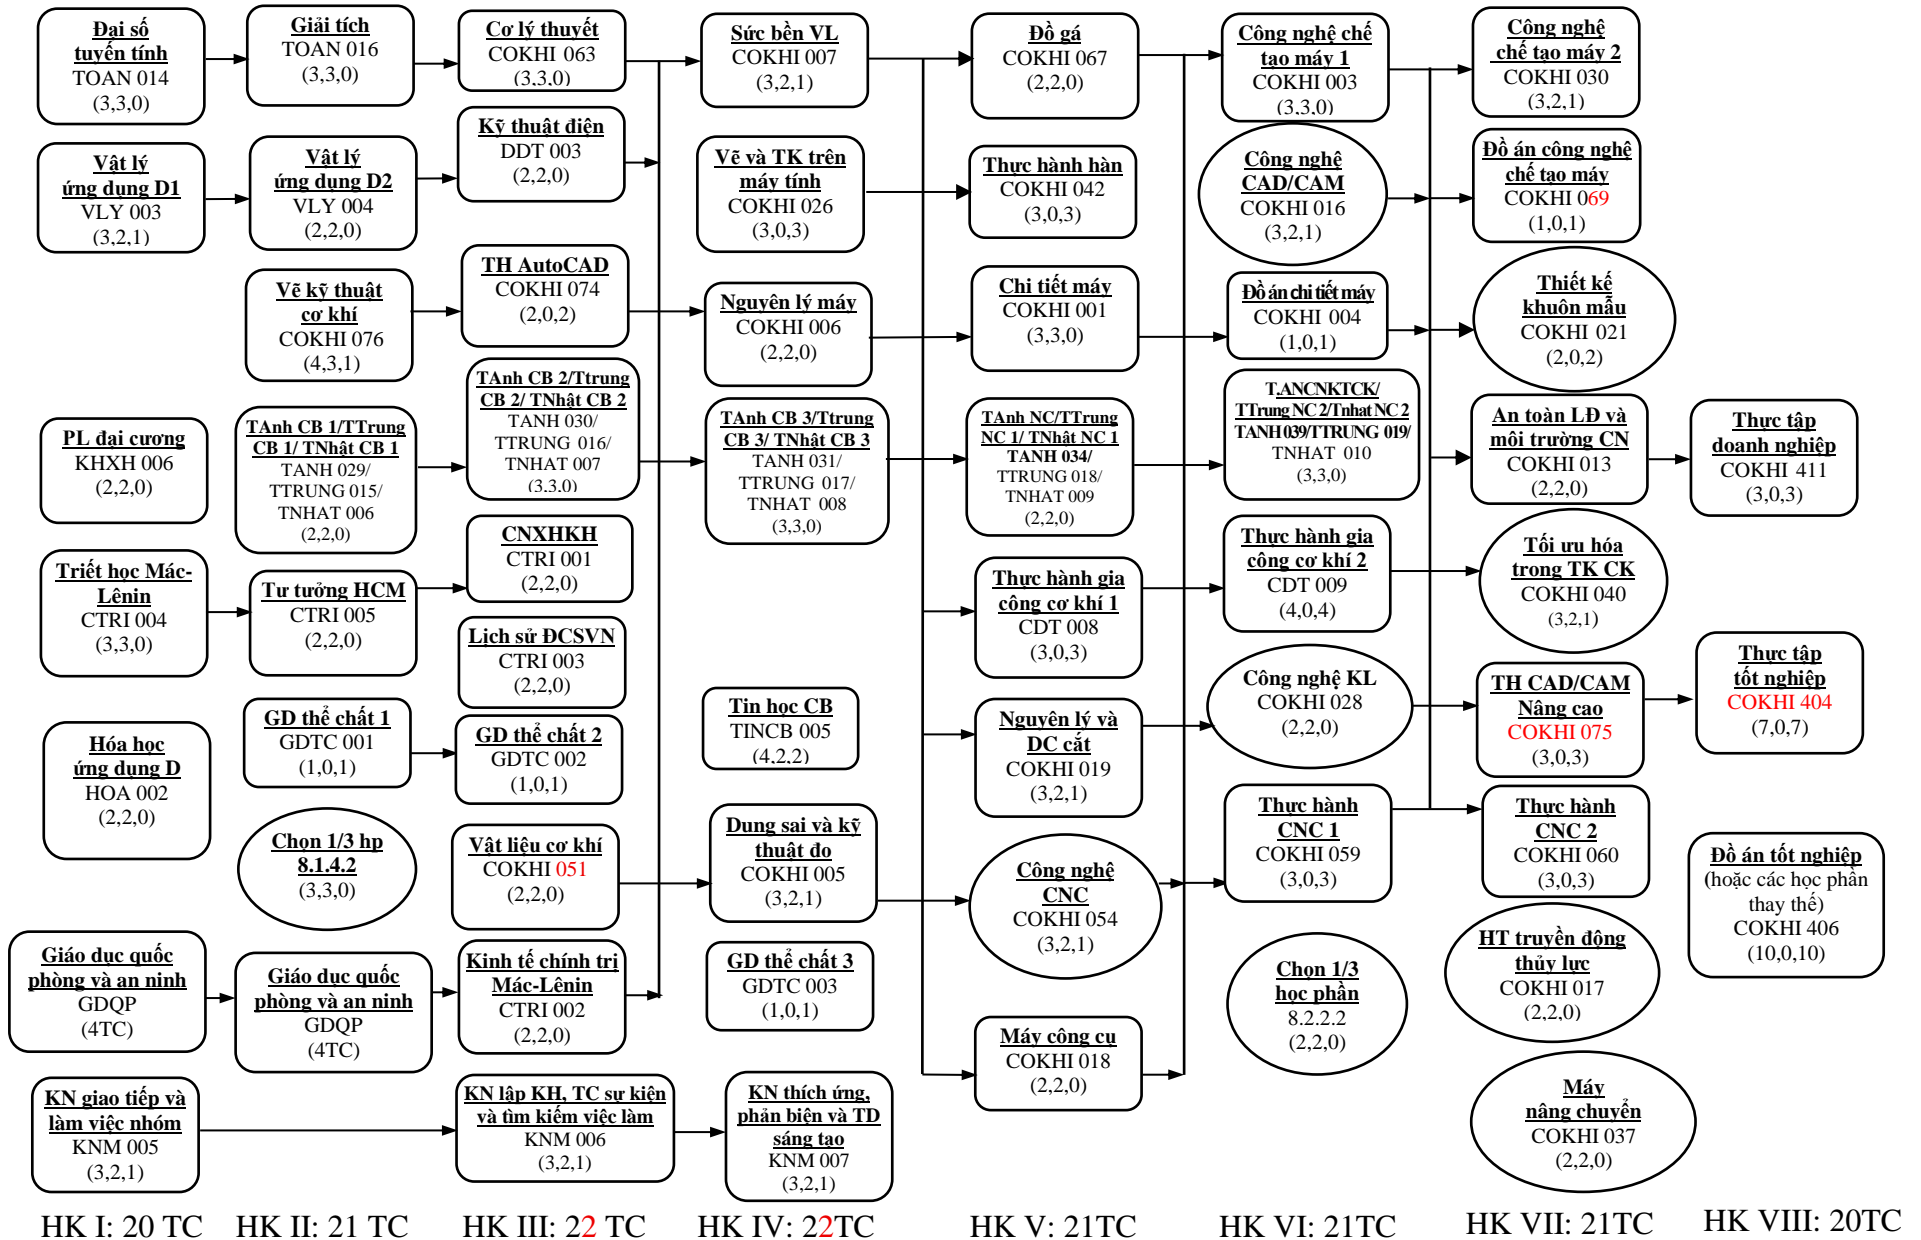 Đại số
tuyến tính
TOAN 014
(3,3,0)
Vật lý
ứng dụng D1
VLY 003
(3,2,1)
PL đại cương
KHXH 006
(2,2,0)
Triết học Mác-
Lênin
CTRI 004
(3,3,0)
Hóa học
ứng dụng D
HOA 002
(2,2,0)
Giáo dục quốc
phòng và an ninh
GDQP
(4TC)
KN giao tiếp và
làm việc nhóm
KNM 005
(3,2,1)
HK I: 20 TC
Giải tích
TOAN 016
(3,3,0)
Vật lý
ứng dụng D2
VLY 004
(2,2,0)
Vẽ kỹ thuật
cơ khí
COKHI 076
(4,3,1)
TAnh CB 1/TTrung
CB 1/ TNhật CB 1
TANH 029/
TTRUNG 015/
TNHAT 006
(2,2,0)
Tư tưởng HCM
CTRI 005
(2,2,0)
GD thể chất 1
GDTC 001
(1,0,1)
Chọn 1/3 hp
8.1.4.2
(3,3,0)
Giáo dục quốc
phòng và an ninh
GDQP
(4TC)
HK II: 21 TC
Cơ lý thuyết
COKHI 063
(3,3,0)
Kỹ thuật điện
DDT 003
(2,2,0)
TH AutoCAD
COKHI 074
(2,0,2)
TAnh CB 2/Ttrung
CB 2/ TNhật CB 2
TANH 030/
TTRUNG 016/
TNHAT 007
(3,3,0)
CNXHKH
CTRI 001
(2,2,0)
Lịch sử ĐCSVN
CTRI 003
(2,2,0)
GD thể chất 2
GDTC 002
(1,0,1)
Vật liệu cơ khí
COKHI 051
(2,2,0)
Kinh tế chính trị
Mác-Lênin
CTRI 002
(2,2,0)
KN lập KH, TC sự kiện
và tìm kiếm việc làm
KNM 006
(3,2,1)
HK III: 22 TC
Sức bền VL
COKHI 007
(3,2,1)
Vẽ và TK trên
máy tính
COKHI 026
(3,0,3)
Nguyên lý máy
COKHI 006
(2,2,0)
TAnh CB 3/Ttrung
CB 3/ TNhật CB 3
TANH 031/
TTRUNG 017/
TNHAT 008
(3,3,0)
Tin học CB
TINCB 005
(4,2,2)
Dung sai và kỹ
thuật đo
COKHI 005
(3,2,1)
GD thể chất 3
GDTC 003
(1,0,1)
KN thích ứng,
phản biện và TD
sáng tạo
KNM 007
(3,2,1)
HK IV: 22TC
Đồ gá
COKHI 067
(2,2,0)
Thực hành hàn
COKHI 042
(3,0,3)
Chi tiết máy
COKHI 001
(3,3,0)
TAnh NC/TTrung
NC 1/ TNhật NC 1
TANH 034/
TTRUNG 018/
TNHAT 009
(2,2,0)
Thực hành gia
công cơ khí 1
CDT 008
(3,0,3)
Nguyên lý và
DC cắt
COKHI 019
(3,2,1)
Công nghệ
CNC
COKHI 054
(3,2,1)
Máy công cụ
COKHI 018
(2,2,0)
HK V: 21TC
Công nghệ chế
tạo máy 1
COKHI 003
(3,3,0)
Công nghệ
CAD/CAM
COKHI 016
(3,2,1)
Đồ án chi tiết máy
COKHI 004
(1,0,1)
T.ANCNKTCK/
TTrung NC 2/Tnhat NC 2
TANH 039/TTRUNG 019/
TNHAT 010
(3,3,0)
Thực hành gia
công cơ khí 2
CDT 009
(4,0,4)
Công nghệ KL
COKHI 028
(2,2,0)
Thực hành
CNC 1
COKHI 059
(3,0,3)
Chọn 1/3
học phần
8.2.2.2
(2,2,0)
HK VI: 21TC
Công nghệ
chế tạo máy 2
COKHI 030
(3,2,1)
Đồ án công nghệ
chế tạo máy
COKHI 069
(1,0,1)
Thiết kế
khuôn mẫu
COKHI 021
(2,0,2)
An toàn LĐ và
môi trường CN
COKHI 013
(2,2,0)
Tối ưu hóa
trong TK CK
COKHI 040
(3,2,1)
TH CAD/CAM
Nâng cao
COKHI 075
(3,0,3)
Thực hành
CNC 2
COKHI 060
(3,0,3)
HT truyền động
thủy lực
COKHI 017
(2,2,0)
Máy
nâng chuyển
COKHI 037
(2,2,0)
HK VII: 21TC
Thực tập
doanh nghiệp
COKHI 411
(3,0,3)
Thực tập
tốt nghiệp
COKHI 404
(7,0,7)
Đồ án tốt nghiệp
(hoặc các học phần
thay thế)
COKHI 406
(10,0,10)
HK VIII: 20TC